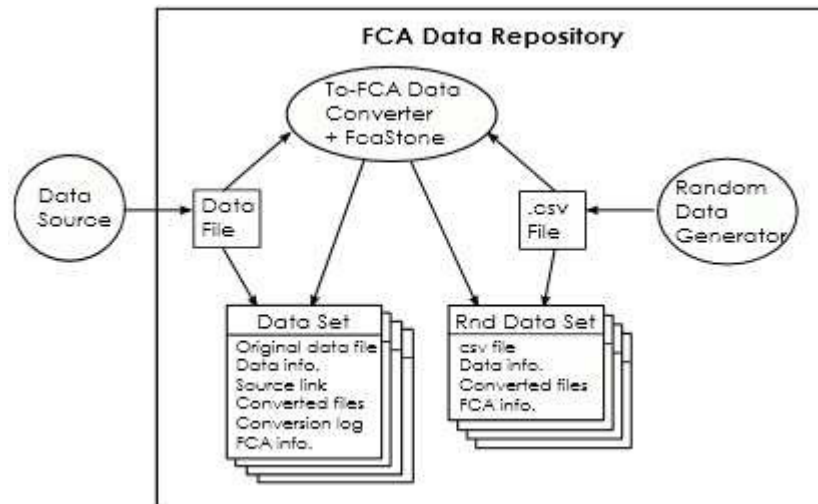 FCA Data Repository
To-FCA Data
Converter
+ FcaStone
Data
Source
Data
File
.csv
File
Random
Data
Generator
Data Set
Original data file
Data info.
Source link
Converted files
Conversion log
FCA info.
Rnd Data Set
csv file
Data info.
Converted files
FCA info.